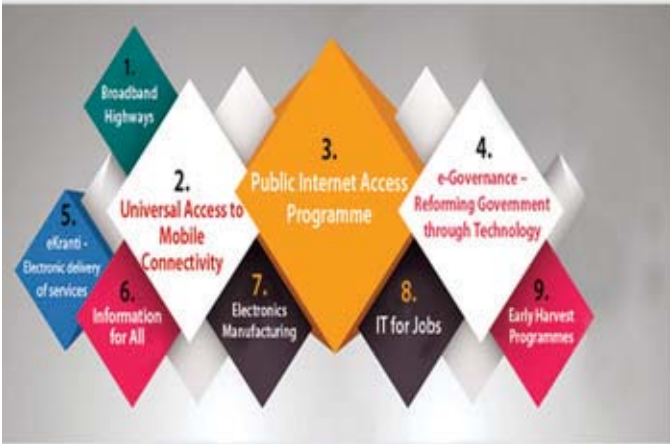 1.
Broadband
Highways
2.
Universal Access to
Mobile
Connectivity
3.
Public Internet Access
Programme
4.
e-Governance –
Reforming Government
through Technology
5.
eKranti -
Electronic delivery
of services
6.
Information
for All
7.
Electronics
Manufacturing
8.
IT for Jobs
9.
Early Harvest
Programmes